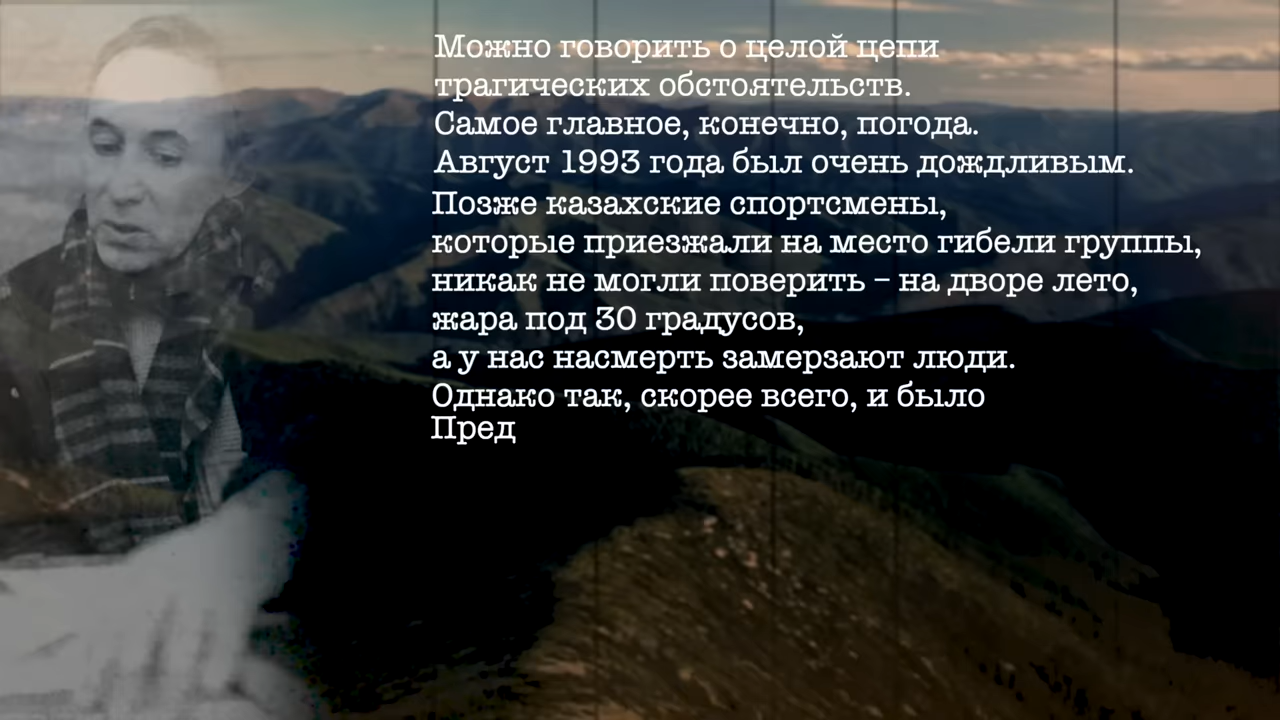 Можно говорить о целой цепи
трагических обстоятельств.
Самое главное, конечно, погода.
Август 1993 года был очень дождливым.
Позже казахские спортсмены,
которые приезжали на место гибели группы,
никак не могли поверить – на дворе лето,
жара под 30 градусов,
а у нас насмерть замерзают люди.
Однако так, скорее всего, и было
Пред